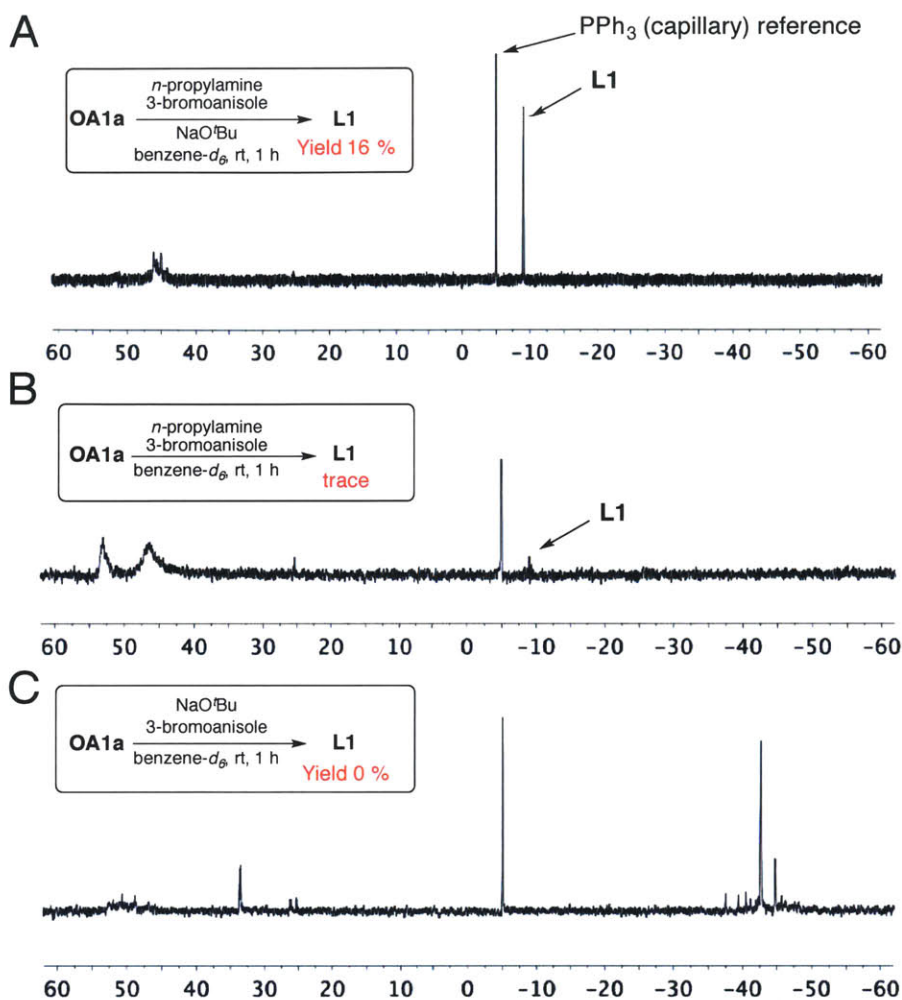 A
PPh3 (capillary) reference
L1
n-propylamine
3-bromoanisole
OA1a
L1
NaOtBu
Yield 16 %
benzene-d6, rt, 1 h
60 50 40 30 20 10 0 -10 -20 -30 -40 -50 -60
B
n-propylamine
3-bromoanisole
OA1a
L1
benzene-d6, rt, 1 h
trace
L1
60 50 40 30 20 10 0 -10 -20 -30 -40 -50 -60
C
NaOtBu
3-bromoanisole
OA1a
L1
benzene-d6, rt, 1 h
Yield 0 %
60 50 40 30 20 10 0 -10 -20 -30 -40 -50 -60